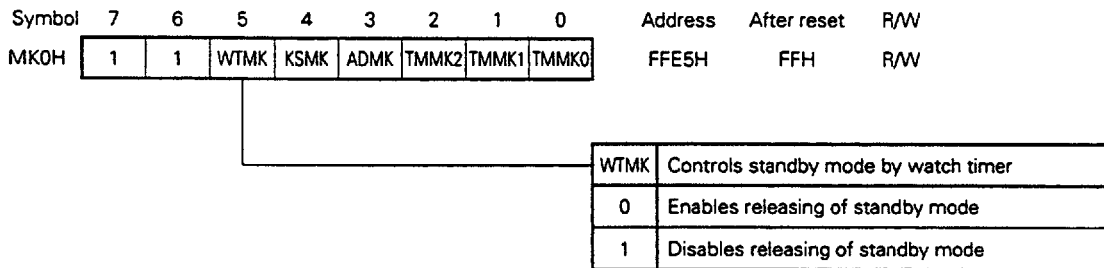 Symbol 7 6 5 4 3 2 1 0 Address After reset R/W
MK0H 1 1 WTMK KSMK ADMK TMMK2 TMMK1 TMMK0 FFE5H FFH R/W
WTMK Controls standby mode by watch timer
0 Enables releasing of standby mode
1 Disables releasing of standby mode